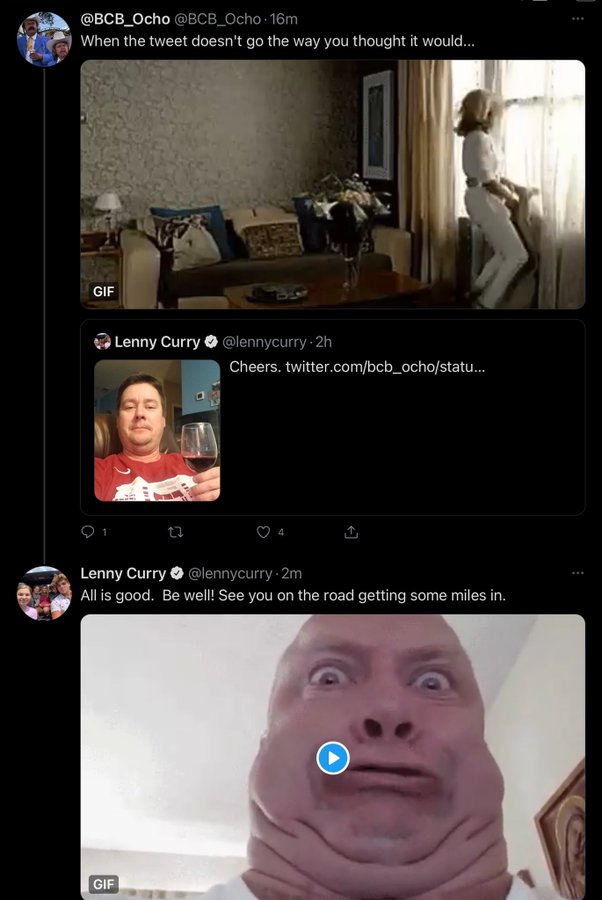 @BCB_Ocho @BCB_Ocho · 16m
When the tweet doesn't go the way you thought it would...
GIF
Lenny Curry @lennycurry · 2h
Cheers. twitter.com/bcb_ocho/statu...
1 4
Lenny Curry @lennycurry · 2m
All is good. Be well! See you on the road getting some miles in.
GIF